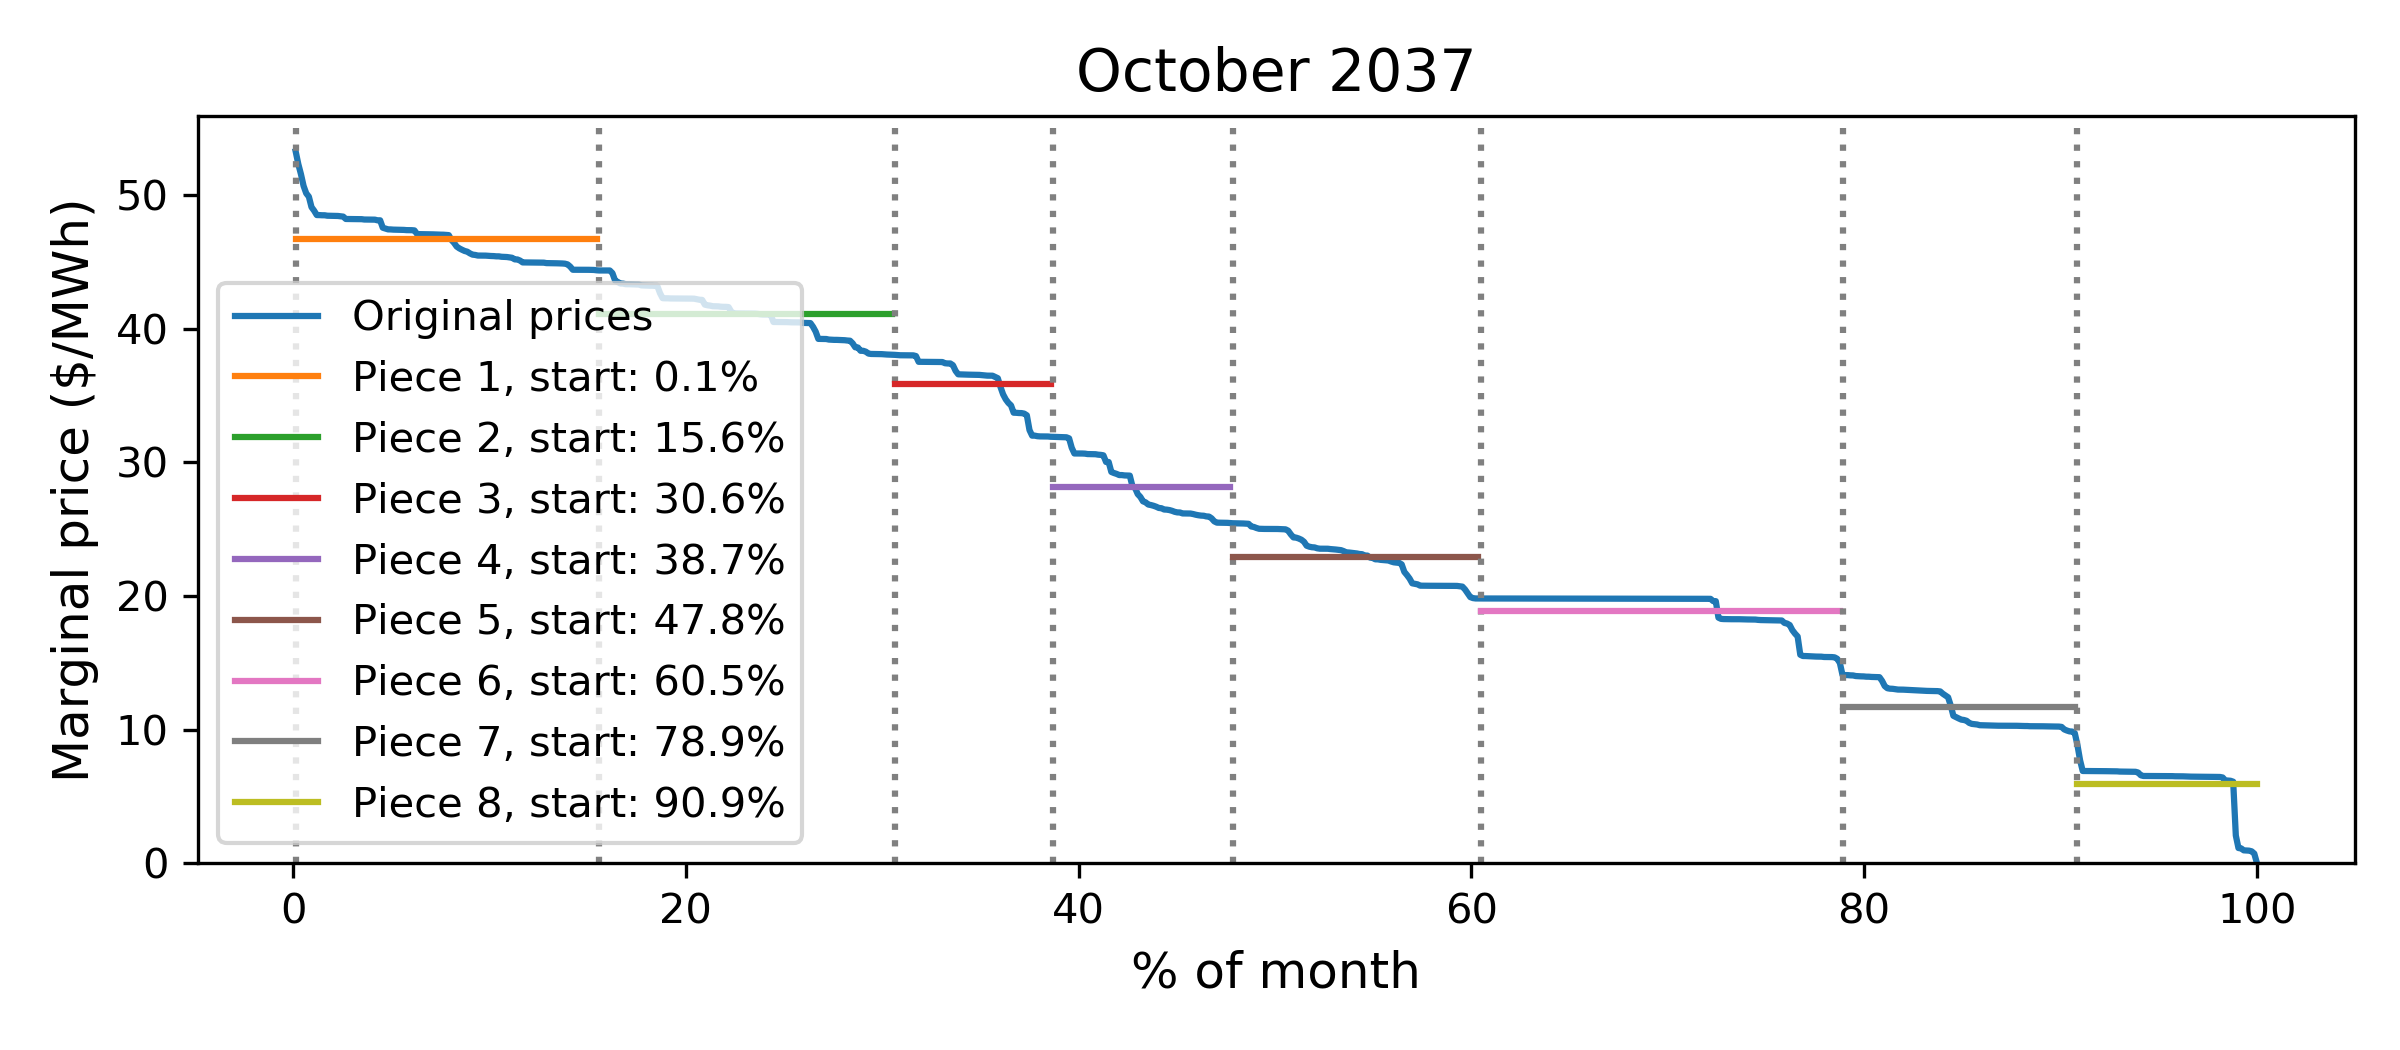 October 2037
Marginal price ($/MWh)
50
40
30
20
10
0
Original prices
Piece 1, start: 0.1%
Piece 2, start: 15.6%
Piece 3, start: 30.6%
Piece 4, start: 38.7%
Piece 5, start: 47.8%
Piece 6, start: 60.5%
Piece 7, start: 78.9%
Piece 8, start: 90.9%
0 20 40 60 80 100
% of month